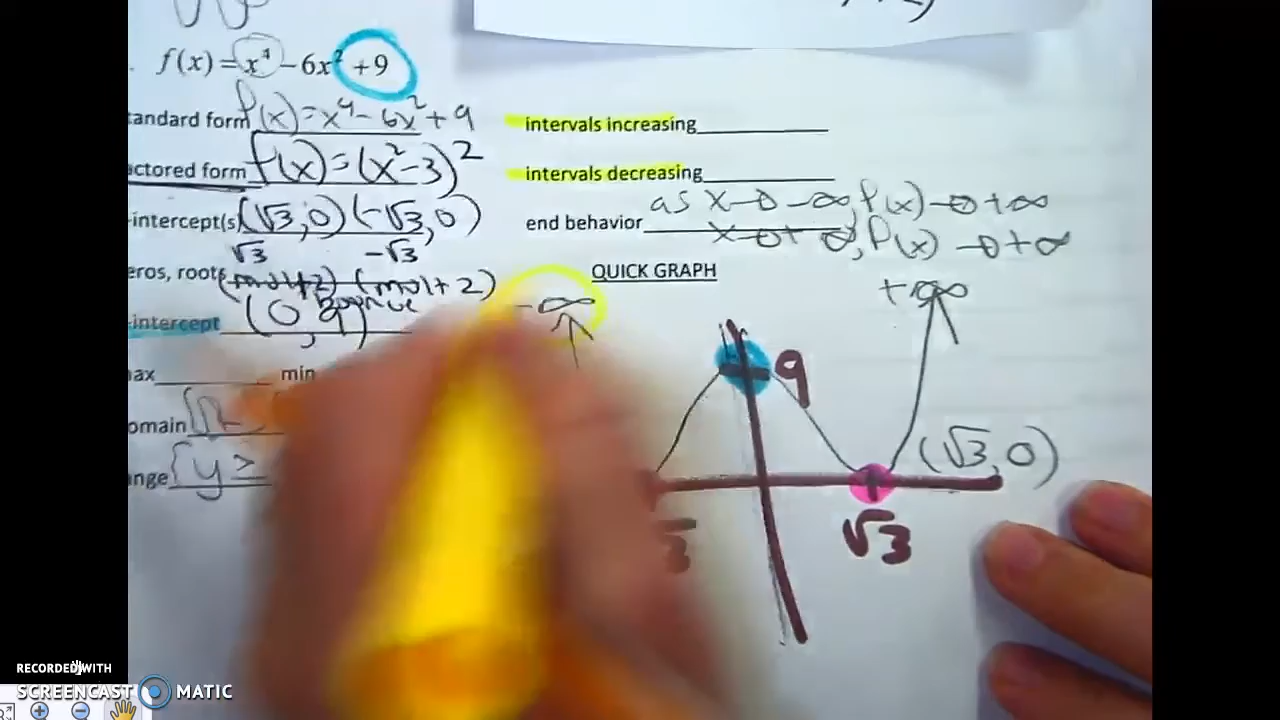 f(x) = x⁴ − 6x² + 9
tandard form f(x) = x⁴ − 6x² + 9
actored form f(x) = (x² − 3)²
-intercept(s) (√3, 0) (−√3, 0)
√3 −√3
eros, roots (mult 2) (mult 2)
bounce
-intercept (0, 9)
ax min
omain
nge {y ≥
intervals increasing
intervals decreasing
as x → −∞, f(x) → +∞
end behavior x → + ∞, f(x) → +∞
QUICK GRAPH
− ∞
+ ∞
9
(√3, 0)
3
√3
RECORDED WITH
SCREENCAST MATIC